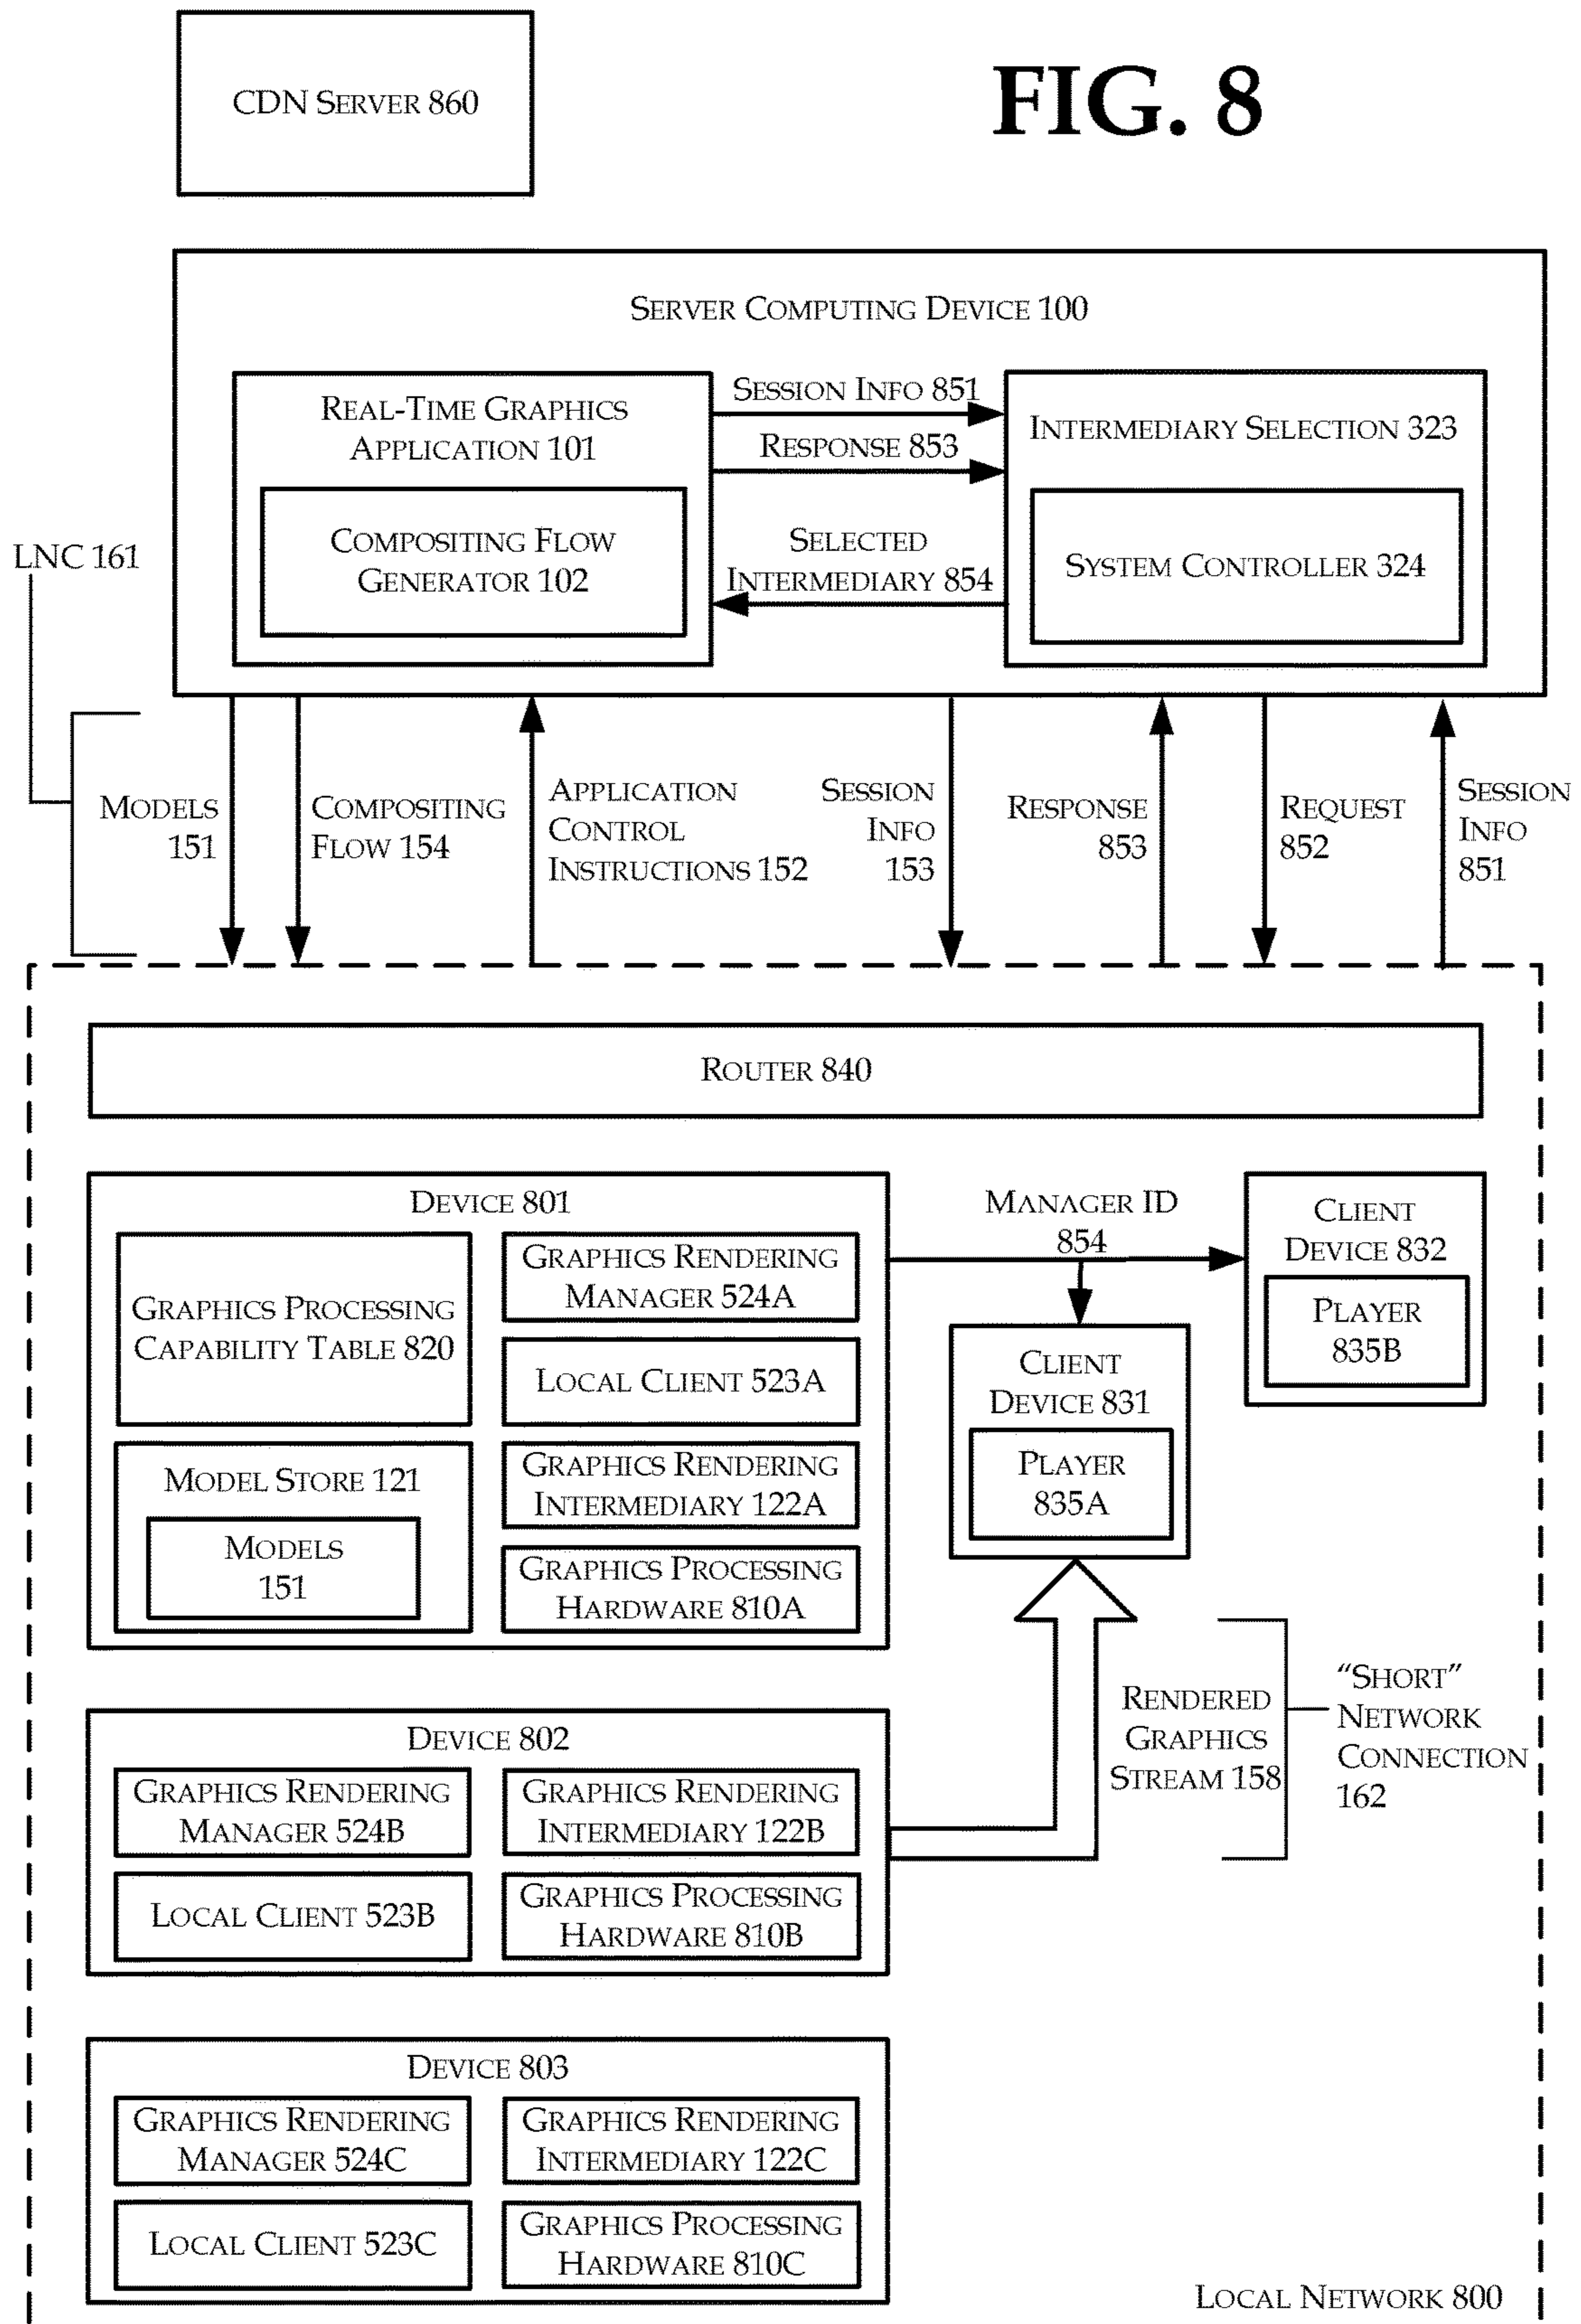 CDN Server 860
FIG. 8
Server Computing Device 100
Real-Time Graphics
Application 101
Compositing Flow
Generator 102
Session Info 851
Response 853
Selected
Intermediary 854
Intermediary Selection 323
System Controller 324
LNC 161
Models
151
Compositing
Flow 154
Application
Control
Instructions 152
Session
Info
153
Response
853
Request
852
Session
Info
851
Router 840
Device 801
Graphics Processing
Capability Table 820
Model Store 121
Models
151
Graphics Rendering
Manager 524A
Local Client 523A
Graphics Rendering
Intermediary 122A
Graphics Processing
Hardware 810A
Manager ID
854
Client
Device 832
Player
835B
Client
Device 831
Player
835A
Rendered
Graphics
Stream 158
"Short"
Network
Connection
162
Device 802
Graphics Rendering
Manager 524B
Local Client 523B
Graphics Rendering
Intermediary 122B
Graphics Processing
Hardware 810B
Device 803
Graphics Rendering
Manager 524C
Local Client 523C
Graphics Rendering
Intermediary 122C
Graphics Processing
Hardware 810C
Local Network 800